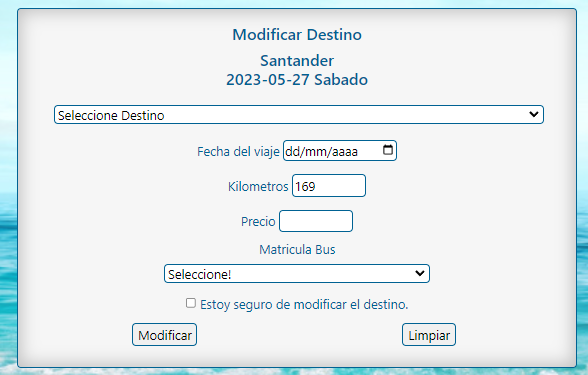 Modificar Destino
Santander
2023-05-27 Sabado
Seleccione Destino
Fecha del viaje dd/mm/aaaa
Kilometros 169
Precio
Matricula Bus
Seleccione!
Estoy seguro de modificar el destino.
Modificar Limpiar